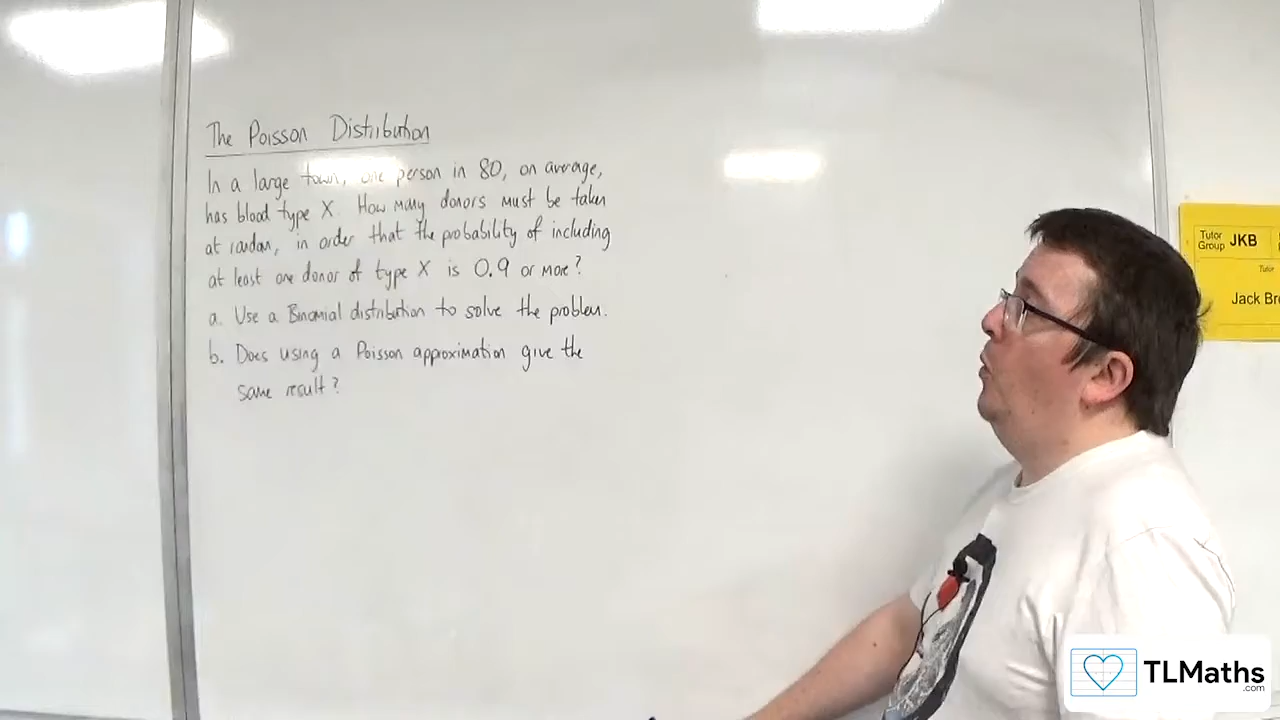 The Poisson Distribution
In a large town, one person in 80, on average,
has blood type X. How many donors must be taken
at random, in order that the probability of including
at least one donor of type X is 0.9 or more?
a. Use a Binomial distribution to solve the problem.
b. Does using a Poisson approximation give the
same result?
Tutor
Group JKB
Tutor
Jack Bro
TLMaths
.com